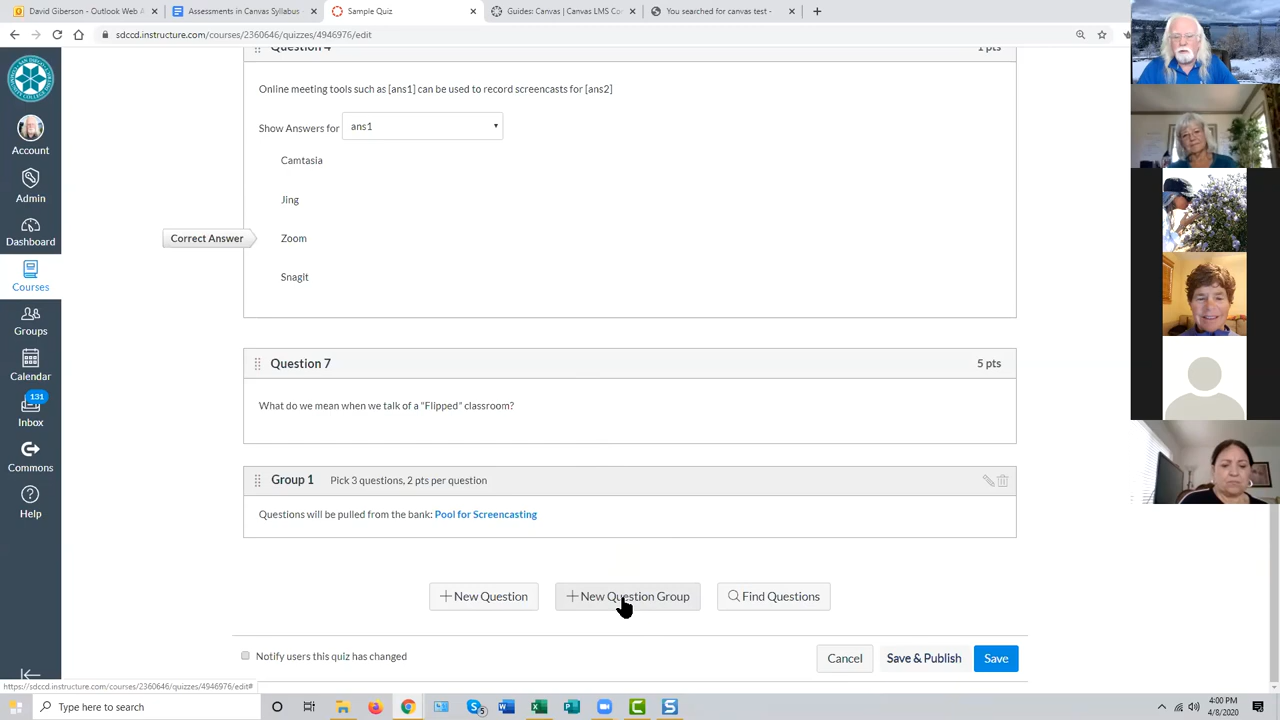 David Giberson - Outlook Web A
Assessments in Canvas Syllabus
Sample Quiz
Guides: Canvas | Canvas LMS Co
You searched for canvas test -
sdccd.instructure.com/courses/2360646/quizzes/4946976/edit
Question 4
1 pts
Online meeting tools such as [ans1] can be used to record screencasts for [ans2]
Show Answers for
ans1
Camtasia
Jing
Correct Answer
Zoom
Snagit
Question 7
5 pts
What do we mean when we talk of a "Flipped" classroom?
Group 1
Pick 3 questions, 2 pts per question
Questions will be pulled from the bank: Pool for Screencasting
New Question
New Question Group
Find Questions
Notify users this quiz has changed
Cancel
Save & Publish
Save
Account
Admin
Dashboard
Courses
Groups
Calendar
131
Inbox
Commons
Help
https://sdccd.instructure.com/courses/2360646/quizzes/4946976/edit#
Type here to search
4:00 PM
4/8/2020